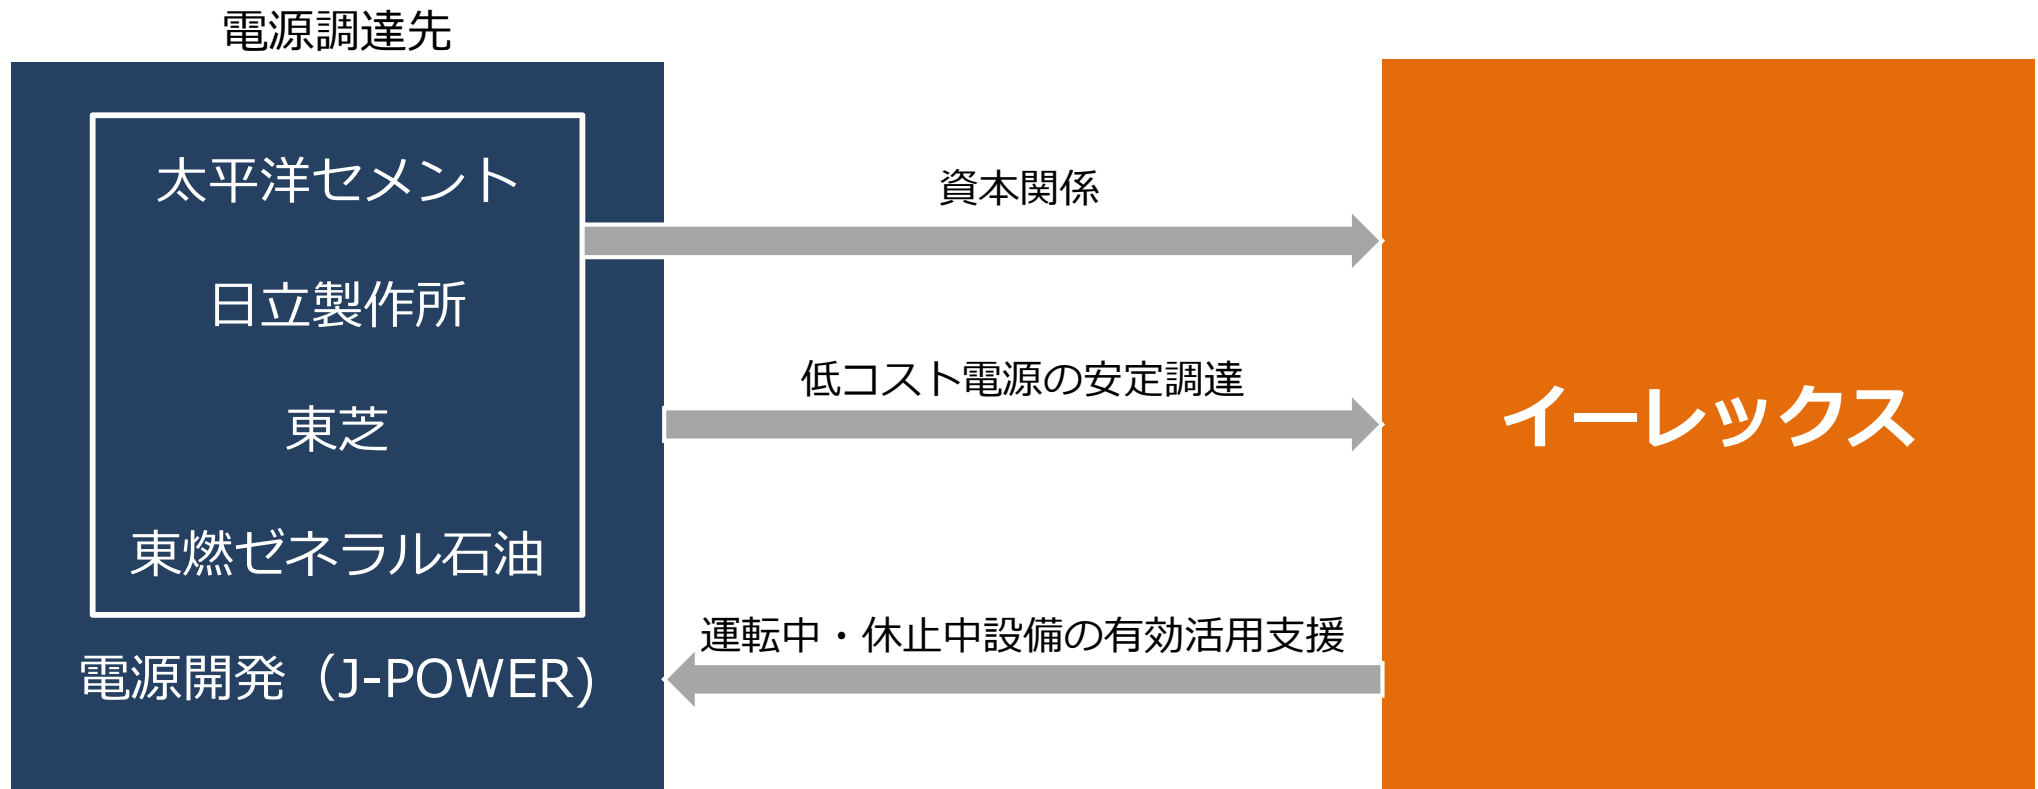 電源調達先
太平洋セメント
日立製作所
東芝
東燃ゼネラル石油
電源開発（J-POWER)
資本関係
低コスト電源の安定調達
運転中・休止中設備の有効活用支援
イーレックス